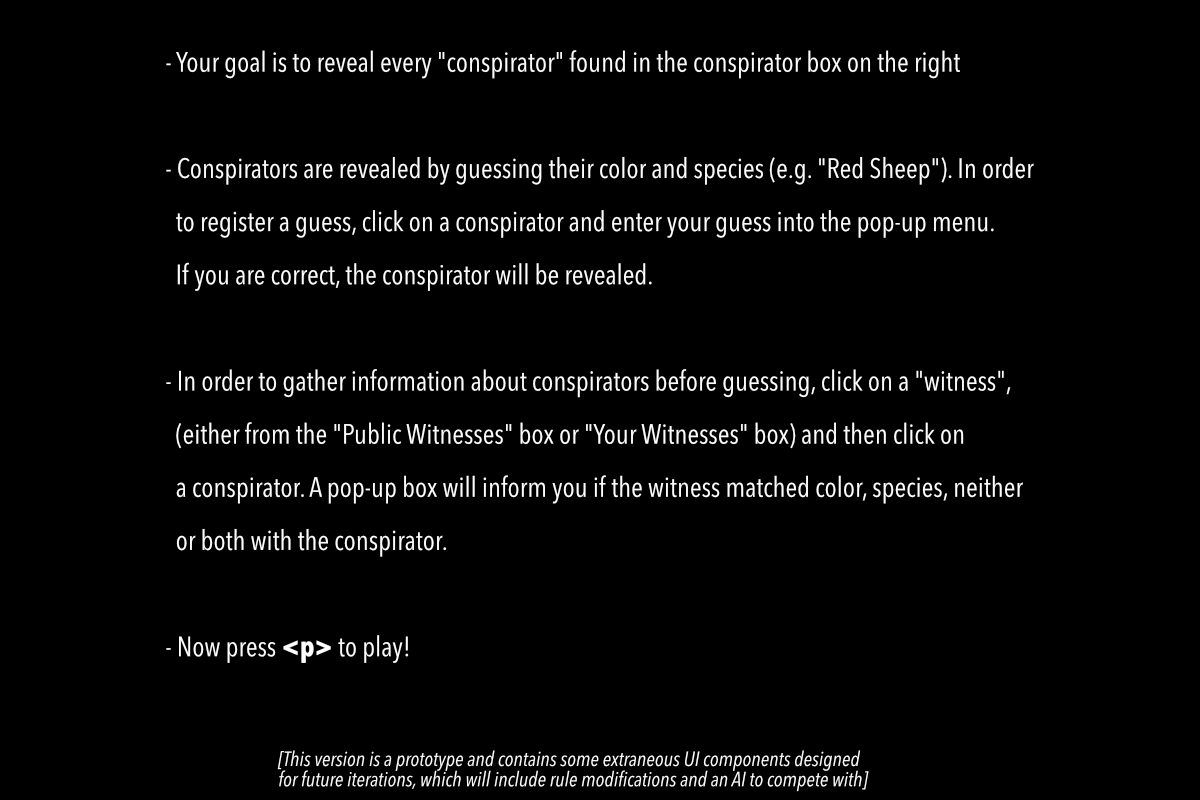 - Your goal is to reveal every "conspirator" found in the conspirator box on the right
- Conspirators are revealed by guessing their color and species (e.g. "Red Sheep"). In order
to register a guess, click on a conspirator and enter your guess into the pop-up menu.
If you are correct, the conspirator will be revealed.
- In order to gather information about conspirators before guessing, click on a "witness",
(either from the "Public Witnesses" box or "Your Witnesses" box) and then click on
a conspirator. A pop-up box will inform you if the witness matched color, species, neither
or both with the conspirator.
- Now press <p> to play!
[This version is a prototype and contains some extraneous UI components designed
for future iterations, which will include rule modifications and an AI to compete with]